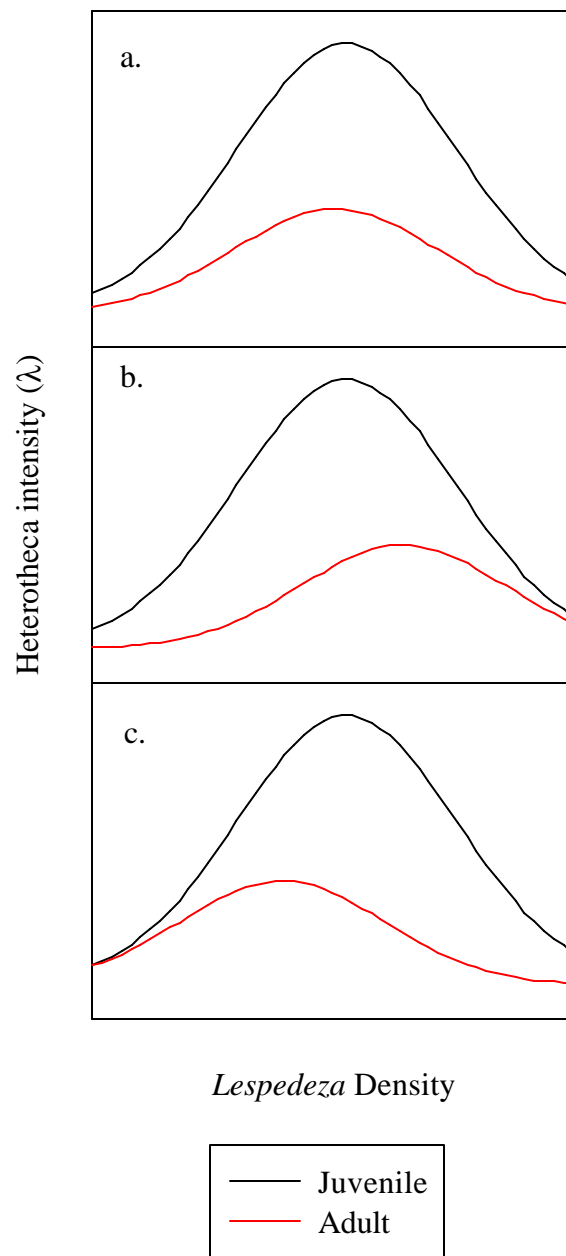 a.
b.
c.
Heterotheca intensity (λ)
Lespedeza Density
Juvenile
Adult